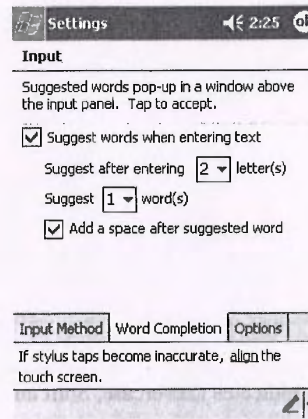 Settings 2:25 ok
Input
Suggested words pop-up in a window above
the input panel. Tap to accept.
Suggest words when entering text
Suggest after entering 2 letter(s)
Suggest 1 word(s)
Add a space after suggested word
Input Method Word Completion Options
If stylus taps become inaccurate, align the
touch screen.